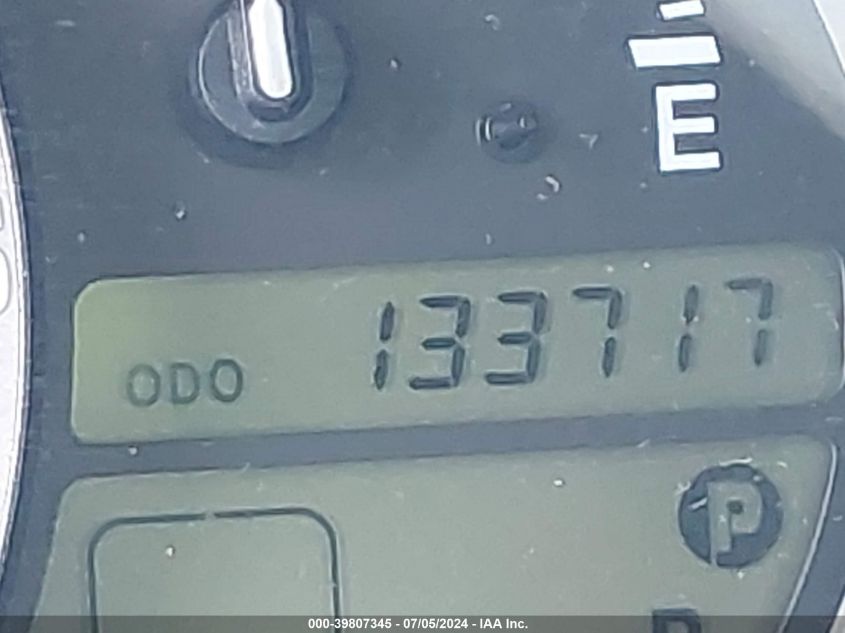 E
ODO 133717
P
000-39807345 - 07/05/2024 - IAA Inc.